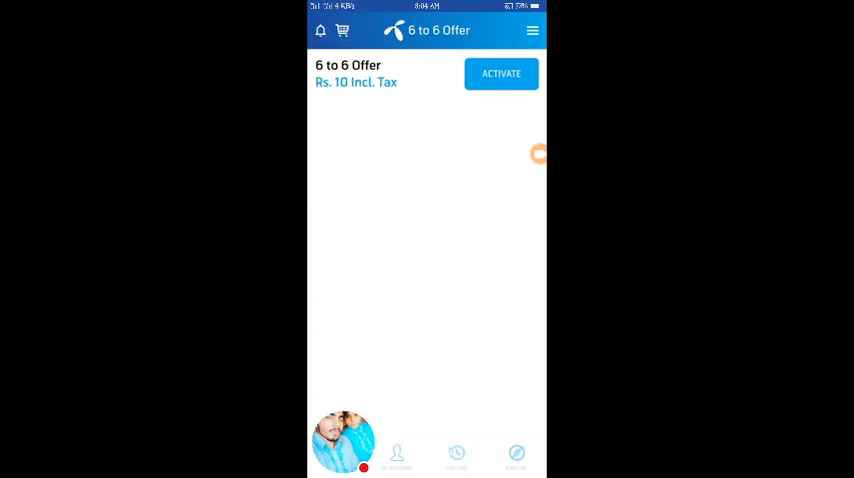 8:04 AM
6 to 6 Offer
6 to 6 Offer
Rs. 10 Incl. Tax
ACTIVATE
MY ACCOUNT
HISTORY
EXPLORE